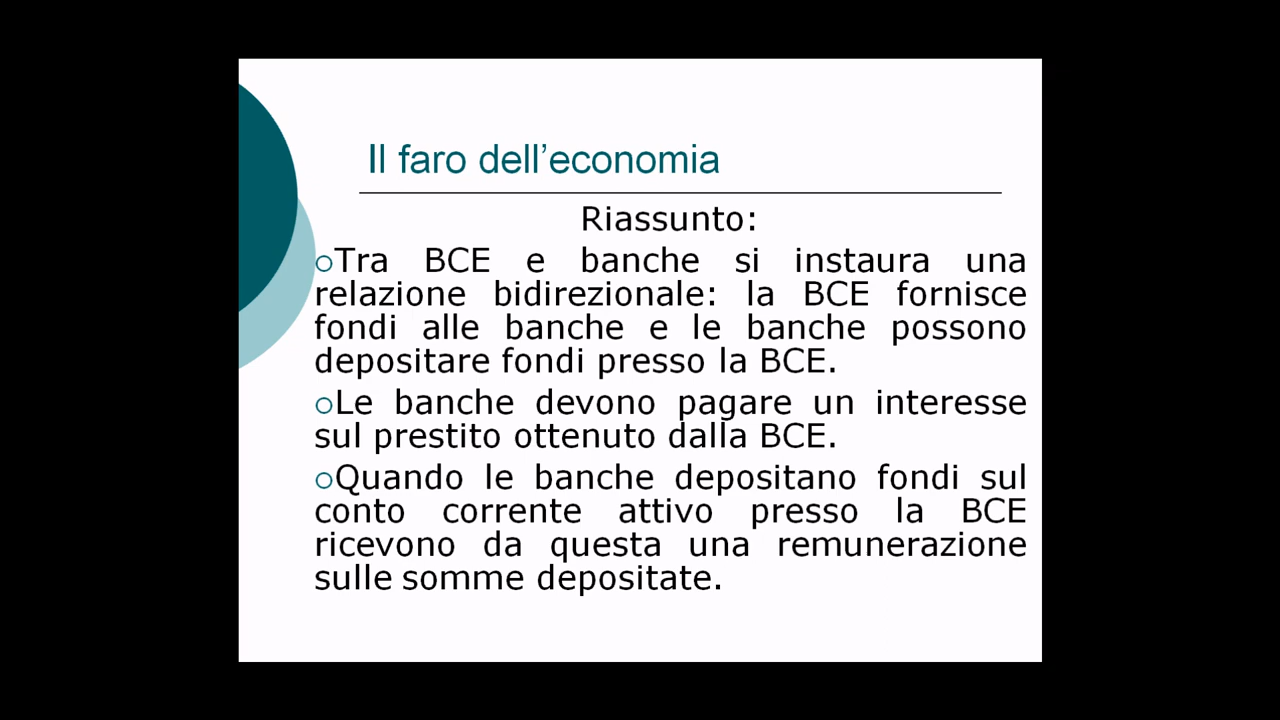 Il faro dell’economia
Riassunto:
Tra BCE e banche si instaura una
relazione bidirezionale: la BCE fornisce
fondi alle banche e le banche possono
depositare fondi presso la BCE.
Le banche devono pagare un interesse
sul prestito ottenuto dalla BCE.
Quando le banche depositano fondi sul
conto corrente attivo presso la BCE
ricevono da questa una remunerazione
sulle somme depositate.